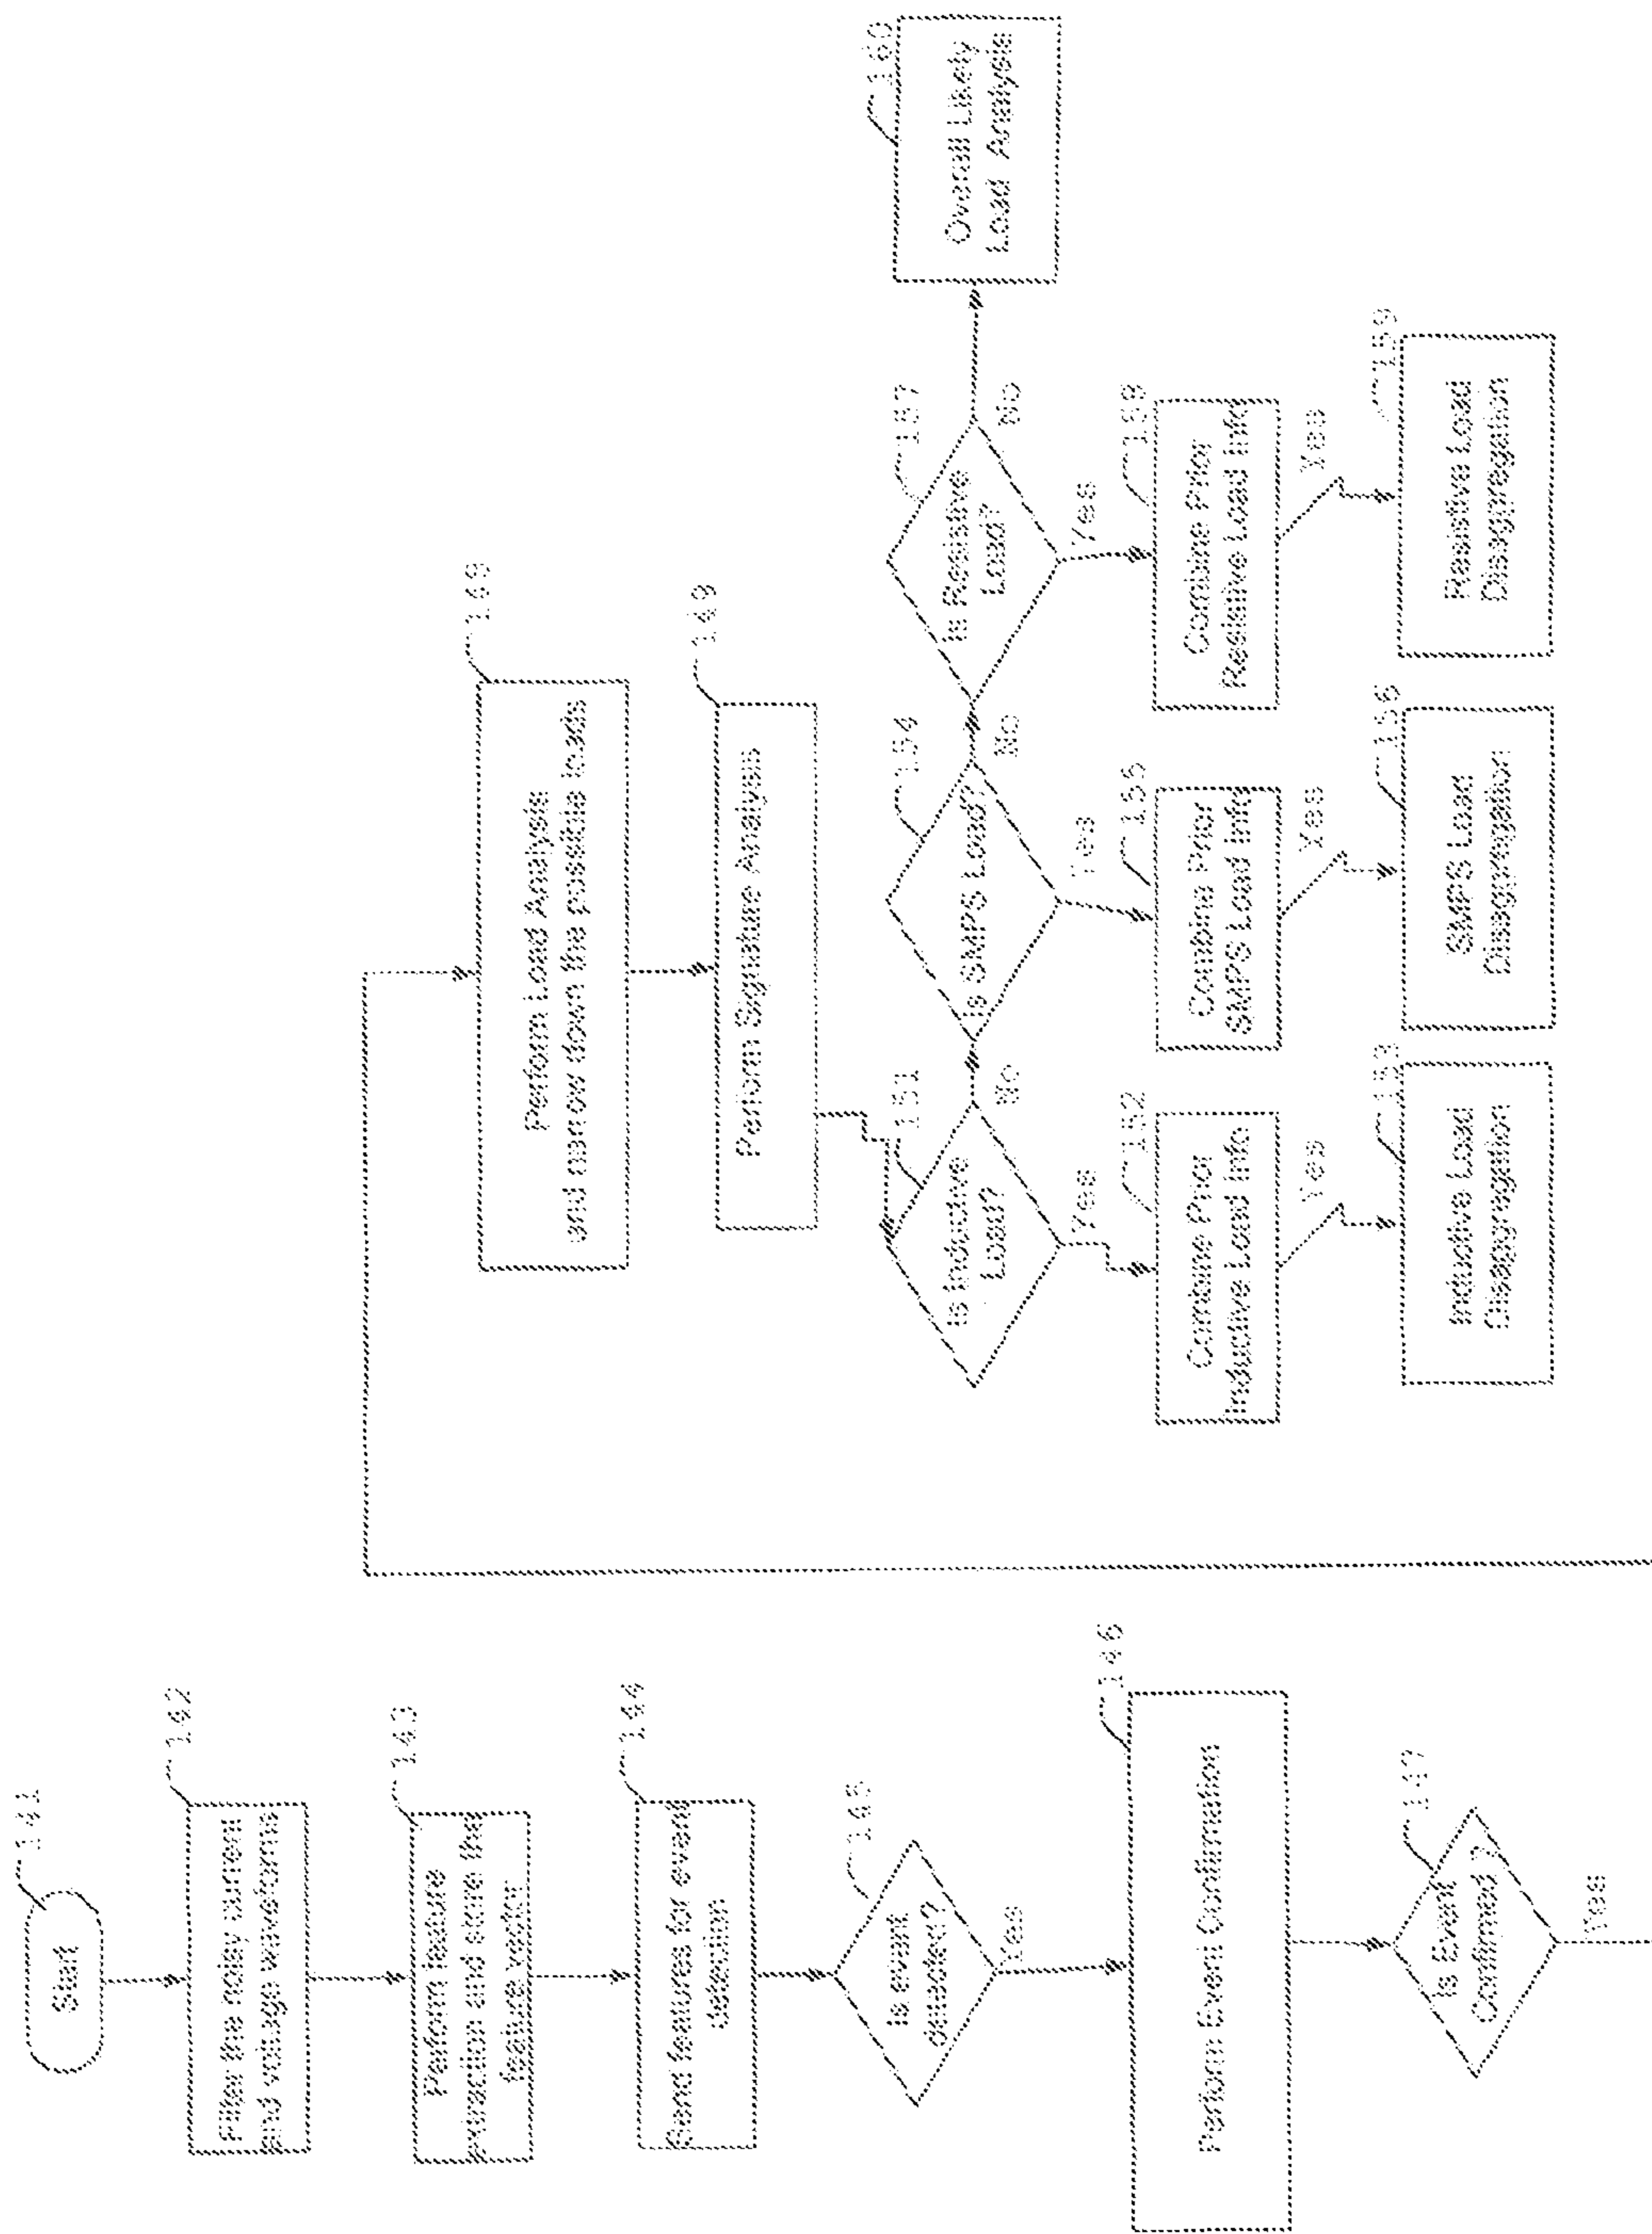 141
Start
142
Filter the noisy current
and voltage waveforms
143
Perform feature
extraction and store the
feature vector
144
Send features for event
detection
145
Is event
detected?
Yes
146
Perform Event Confirmation
147
Is Event
Confirmed ?
Yes
Perform Load Analysis
and narrow down the possible loads
149
Perform Signature Analysis
151
Is Inductive
Load?
No
Yes
152
Combine Prior
Inductive Load Info
Yes
153
Inductive Load
Disaggregation
154
Is SMPS Load?
No
Yes
155
Combine Prior
SMPS Load Info
Yes
156
SMPS Load
Disaggregation
157
Is Resistive
Load?
No
Yes
158
Combine Prior
Resistive Load Info
Yes
159
Resistive Load
Disaggregation
160
Overall Likely
Load Analysis